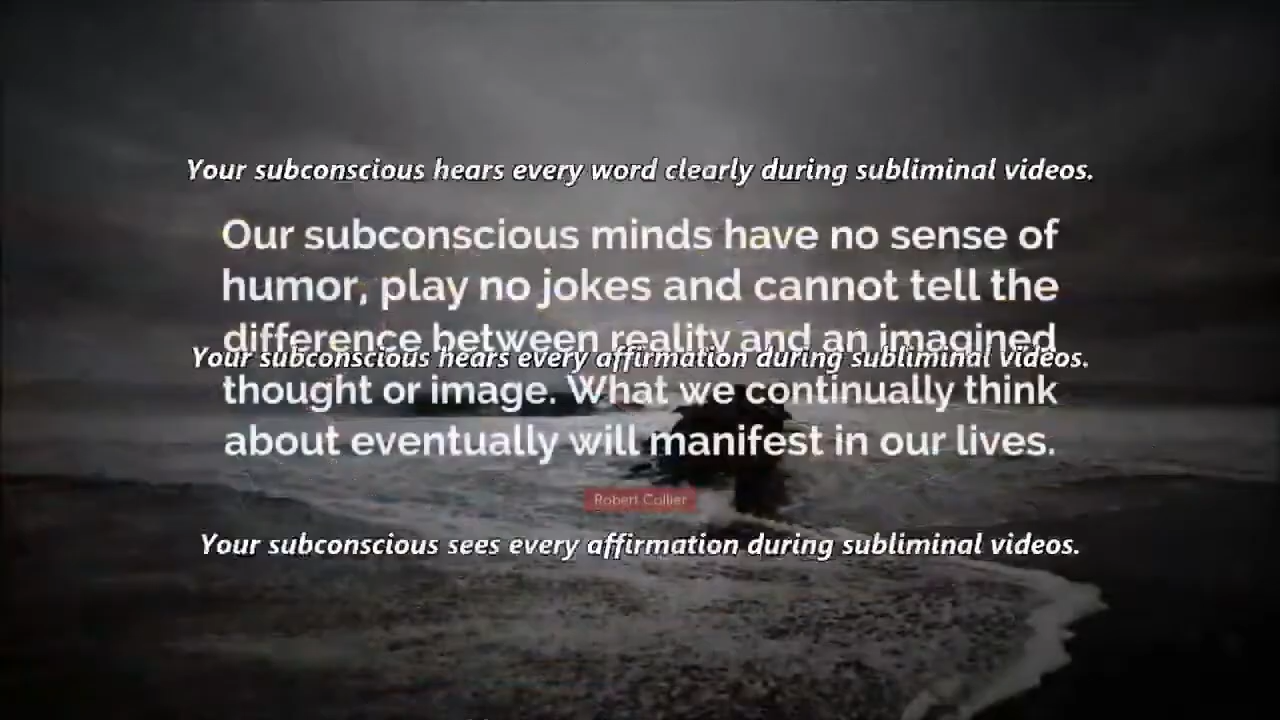 Your subconscious hears every word clearly during subliminal videos.
Our subconscious minds have no sense of
humor, play no jokes and cannot tell the
difference between reality and an imagined
Your subconscious hears every affirmation during subliminal videos.
thought or image. What we continually think
about eventually will manifest in our lives.
Robert Collier
Your subconscious sees every affirmation during subliminal videos.